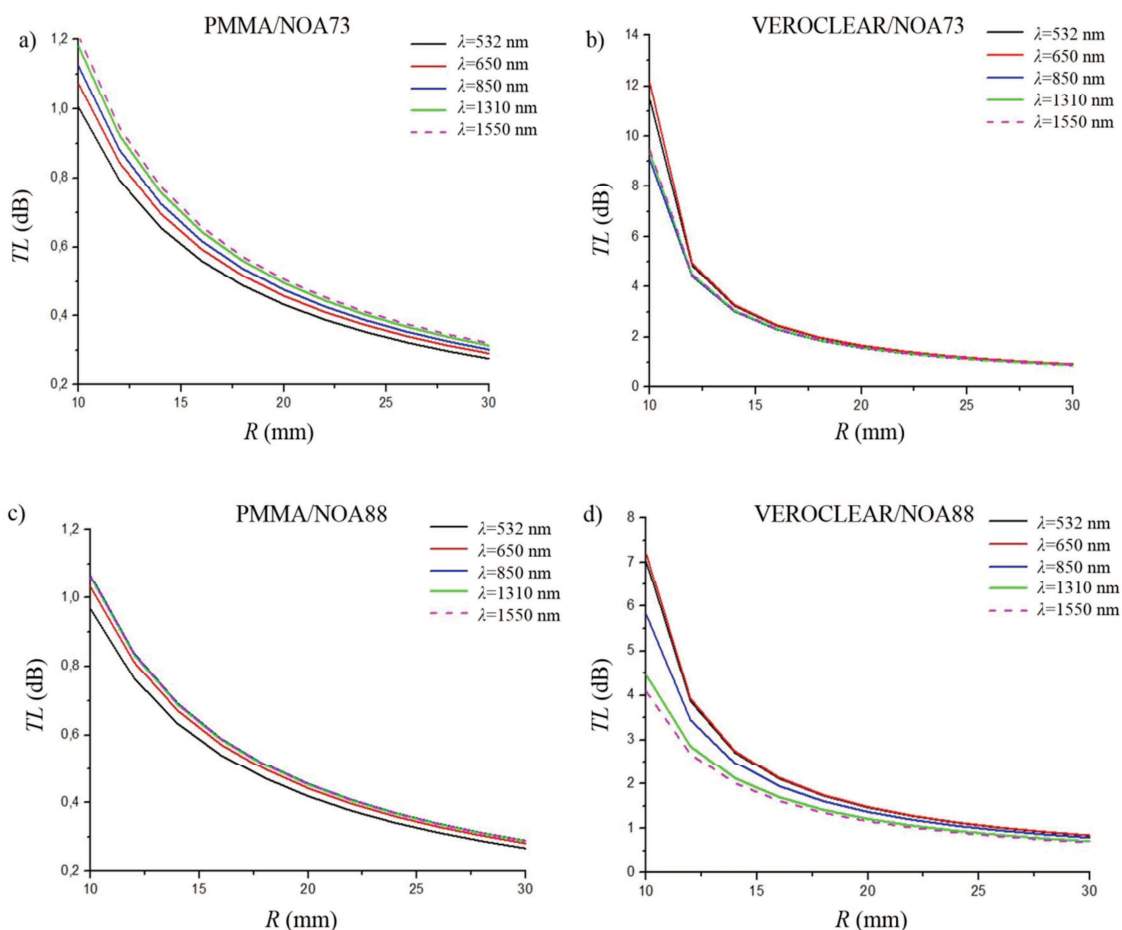 a)
PMMA/NOA73
λ=532 nm
λ=650 nm
λ=850 nm
λ=1310 nm
λ=1550 nm
TL (dB)
1,2
1,0
0,8
0,6
0,4
0,2
10 15 20 25 30
R (mm)
b)
VEROCLEAR/NOA73
λ=532 nm
λ=650 nm
λ=850 nm
λ=1310 nm
λ=1550 nm
TL (dB)
14
12
10
8
6
4
2
0
10 15 20 25 30
R (mm)
c)
PMMA/NOA88
λ=532 nm
λ=650 nm
λ=850 nm
λ=1310 nm
λ=1550 nm
TL (dB)
1,2
1,0
0,8
0,6
0,4
0,2
10 15 20 25 30
R (mm)
d)
VEROCLEAR/NOA88
λ=532 nm
λ=650 nm
λ=850 nm
λ=1310 nm
λ=1550 nm
TL (dB)
8
7
6
5
4
3
2
1
0
10 15 20 25 30
R (mm)